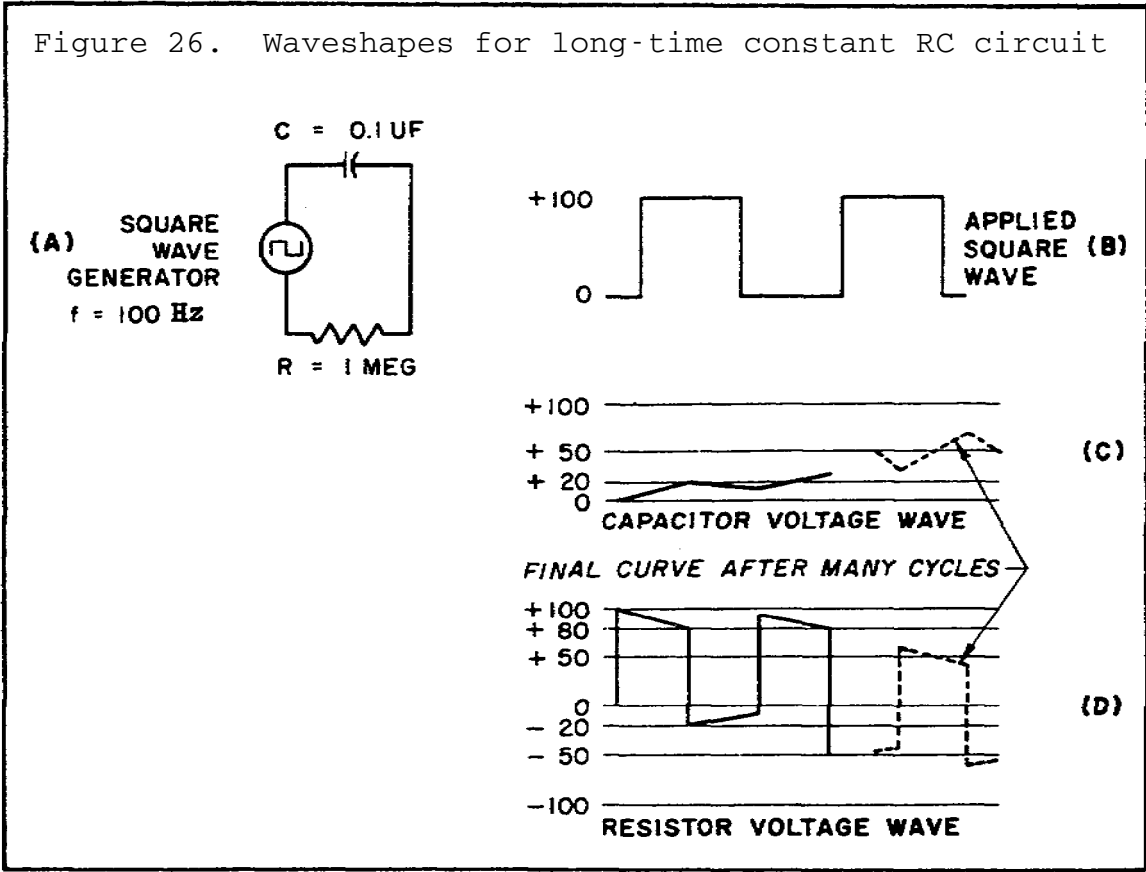 Figure 26.  Waveshapes for long-time constant RC circuit
C = 0.1 UF
(A)
SQUARE
WAVE
GENERATOR
f = 100 Hz
R = 1 MEG
+100
0
APPLIED
SQUARE (B)
WAVE
+100
+ 50
+ 20
0
(C)
CAPACITOR VOLTAGE WAVE
FINAL CURVE AFTER MANY CYCLES
+100
+ 80
+ 50
0
- 20
- 50
-100
(D)
RESISTOR VOLTAGE WAVE